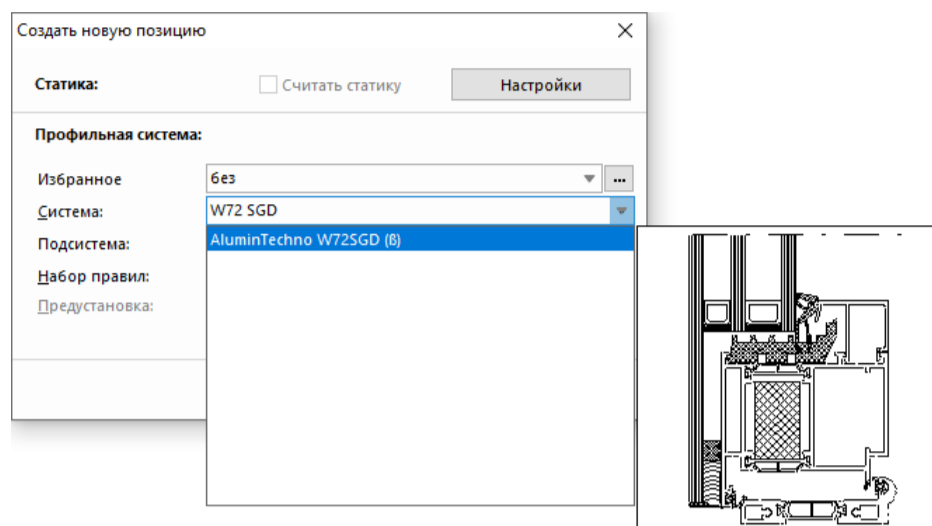 Создать новую позицию
Статика:
Считать статику
Настройки
Профильная система:
Избранное
без
...
Система:
W72 SGD
Подсистема:
AluminTechno W72SGD (ß)
Набор правил:
Предустановка: